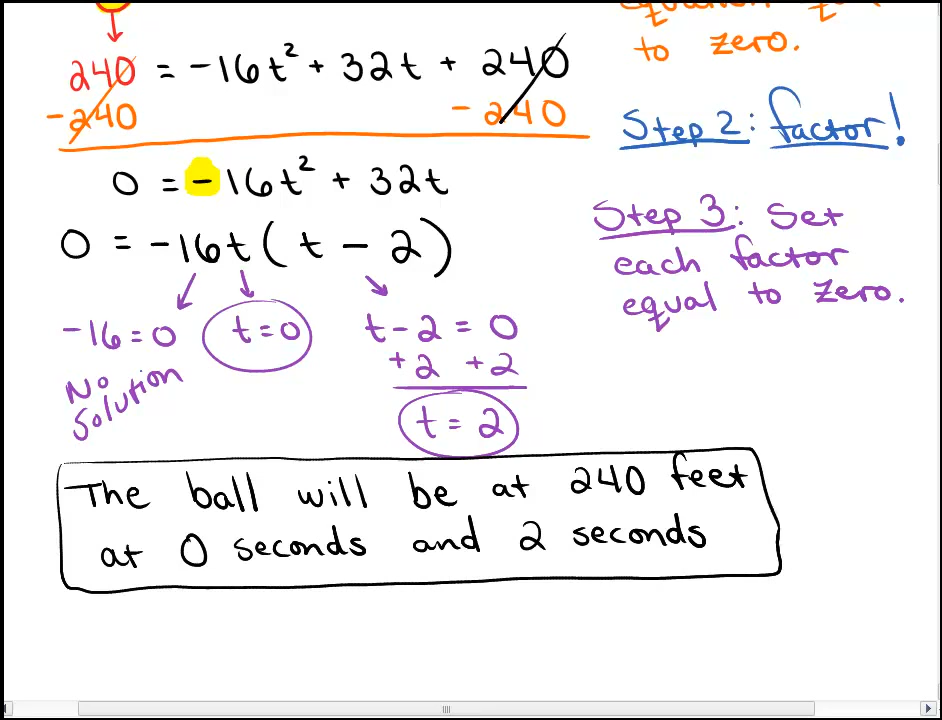 equation equal
to zero.
240 = -16t² + 32t + 240
-240 -240
Step 2: factor!
0 = -16t² + 32t
0 = -16t(t - 2)
Step 3: Set
each factor
equal to zero.
-16=0 t=0 t-2=0
+2 +2
No
Solution
t=2
The ball will be at 240 feet
at 0 seconds and 2 seconds